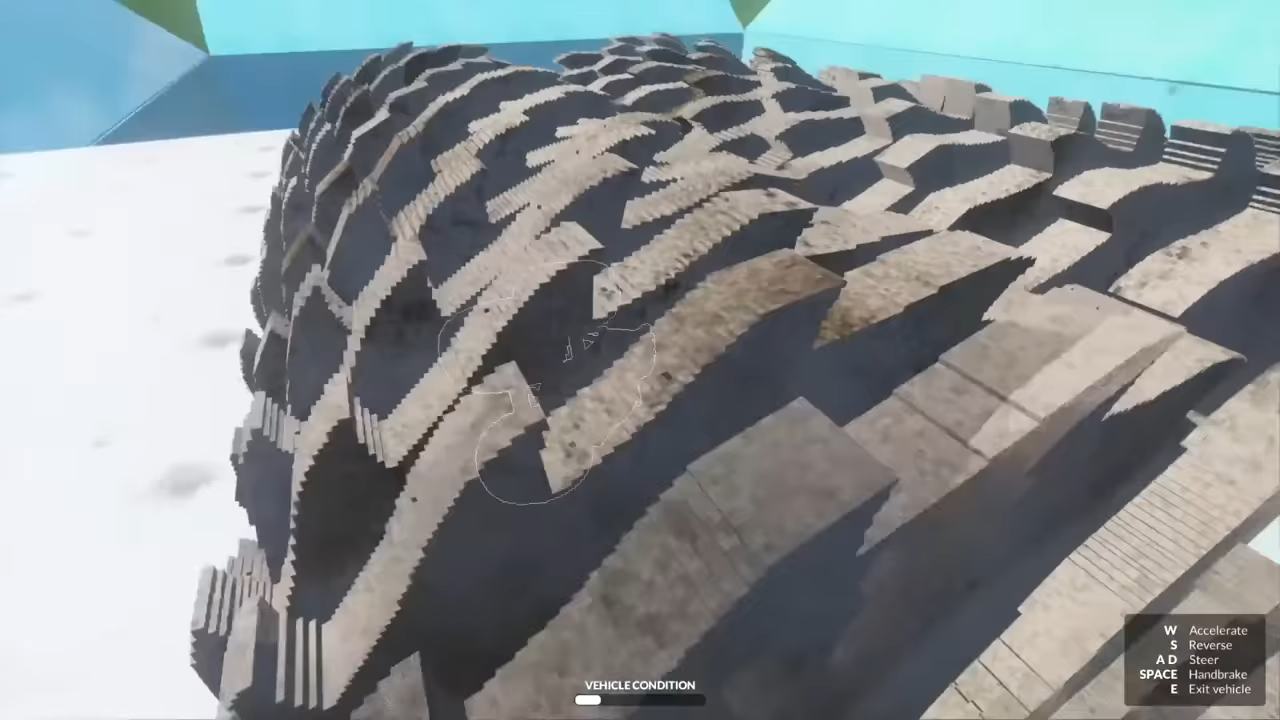 W Accelerate
S Reverse
A D Steer
SPACE Handbrake
E Exit vehicle
VEHICLE CONDITION